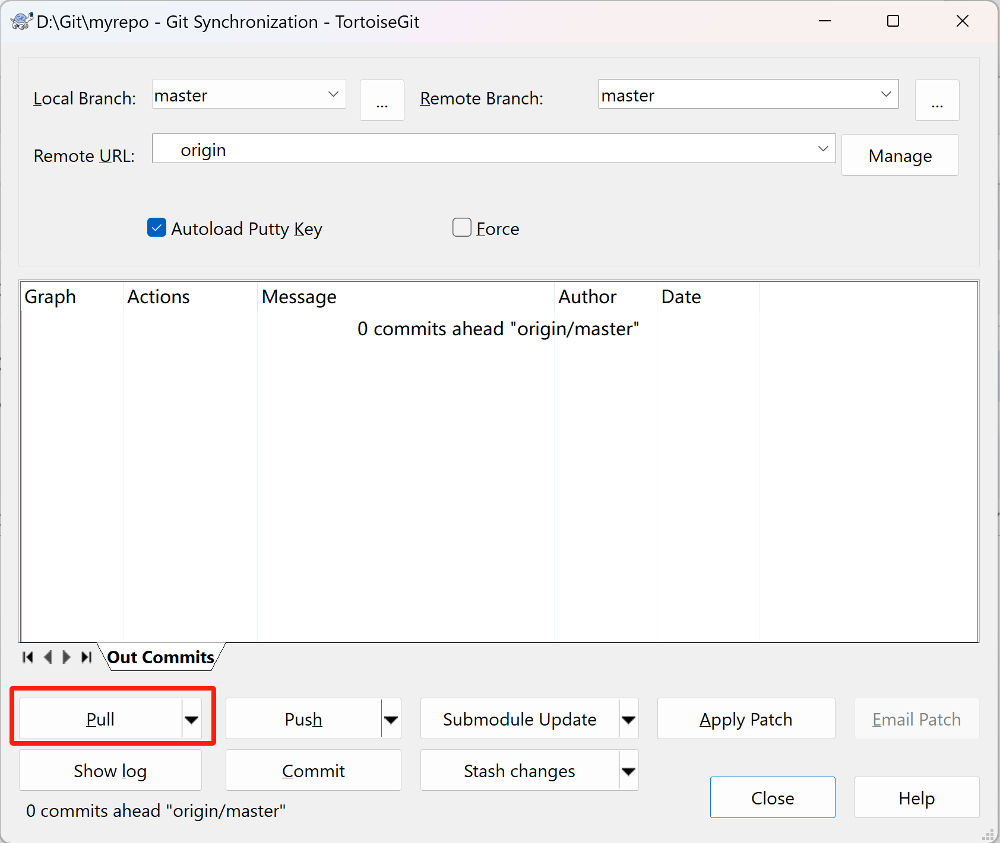 D:\Git\myrepo - Git Synchronization - TortoiseGit
Local Branch: master ... Remote Branch: master ...
Remote URL: origin Manage
Autoload Putty Key Force
Graph Actions Message Author Date
0 commits ahead "origin/master"
Out Commits
Pull Push Submodule Update Apply Patch Email Patch
Show log Commit Stash changes
Close Help
0 commits ahead "origin/master"